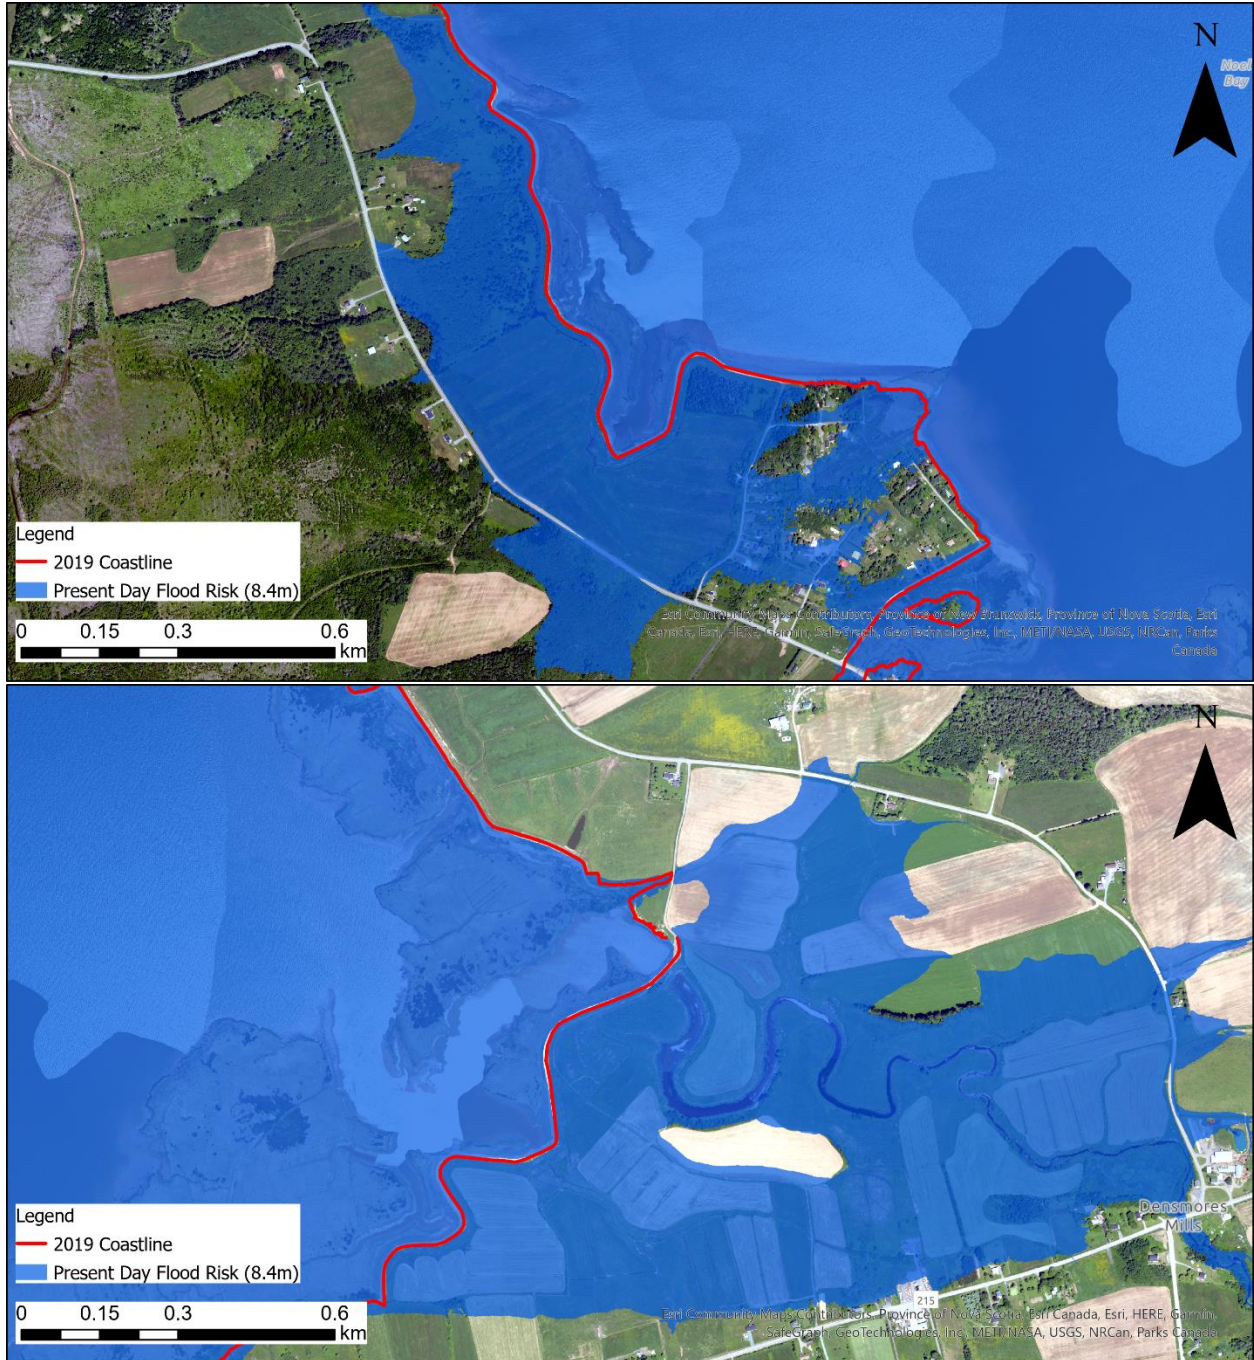 N
Noel
Bay
Legend
2019 Coastline
Present Day Flood Risk (8.4m)
0 0.15 0.3 0.6
km
Esri Community Maps Contributors, Province of New Brunswick, Province of Nova Scotia, Esri
Canada, Esri, HERE, Garmin, SafeGraph, GeoTechnologies, Inc, METI/NASA, USGS, NRCan, Parks
Canada
N
Densmores
Mills
215
Legend
2019 Coastline
Present Day Flood Risk (8.4m)
0 0.15 0.3 0.6
km
Esri Community Maps Contributors, Province of Nova Scotia, Esri Canada, Esri, HERE, Garmin,
SafeGraph, GeoTechnologies, Inc, METI/NASA, USGS, NRCan, Parks Canada